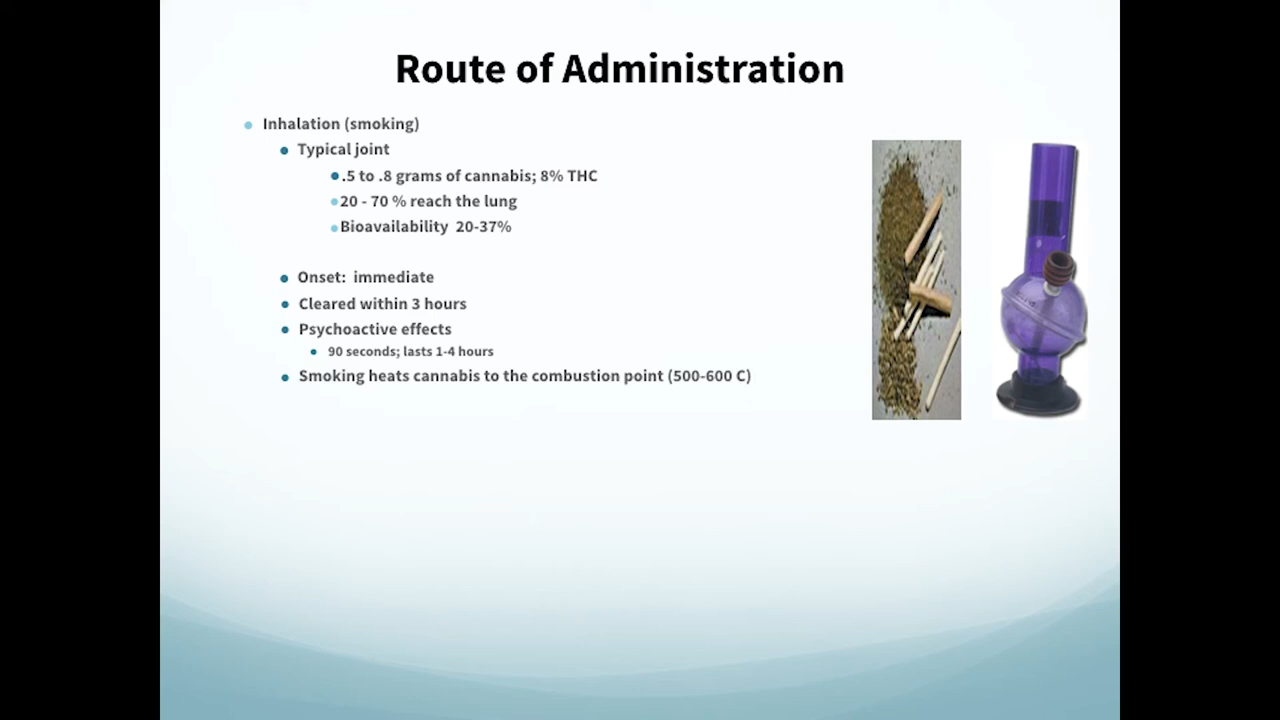 Route of Administration
Inhalation (smoking)
Typical joint
.5 to .8 grams of cannabis; 8% THC
20 - 70 % reach the lung
Bioavailability 20-37%
Onset: immediate
Cleared within 3 hours
Psychoactive effects
90 seconds; lasts 1-4 hours
Smoking heats cannabis to the combustion point (500-600 C)